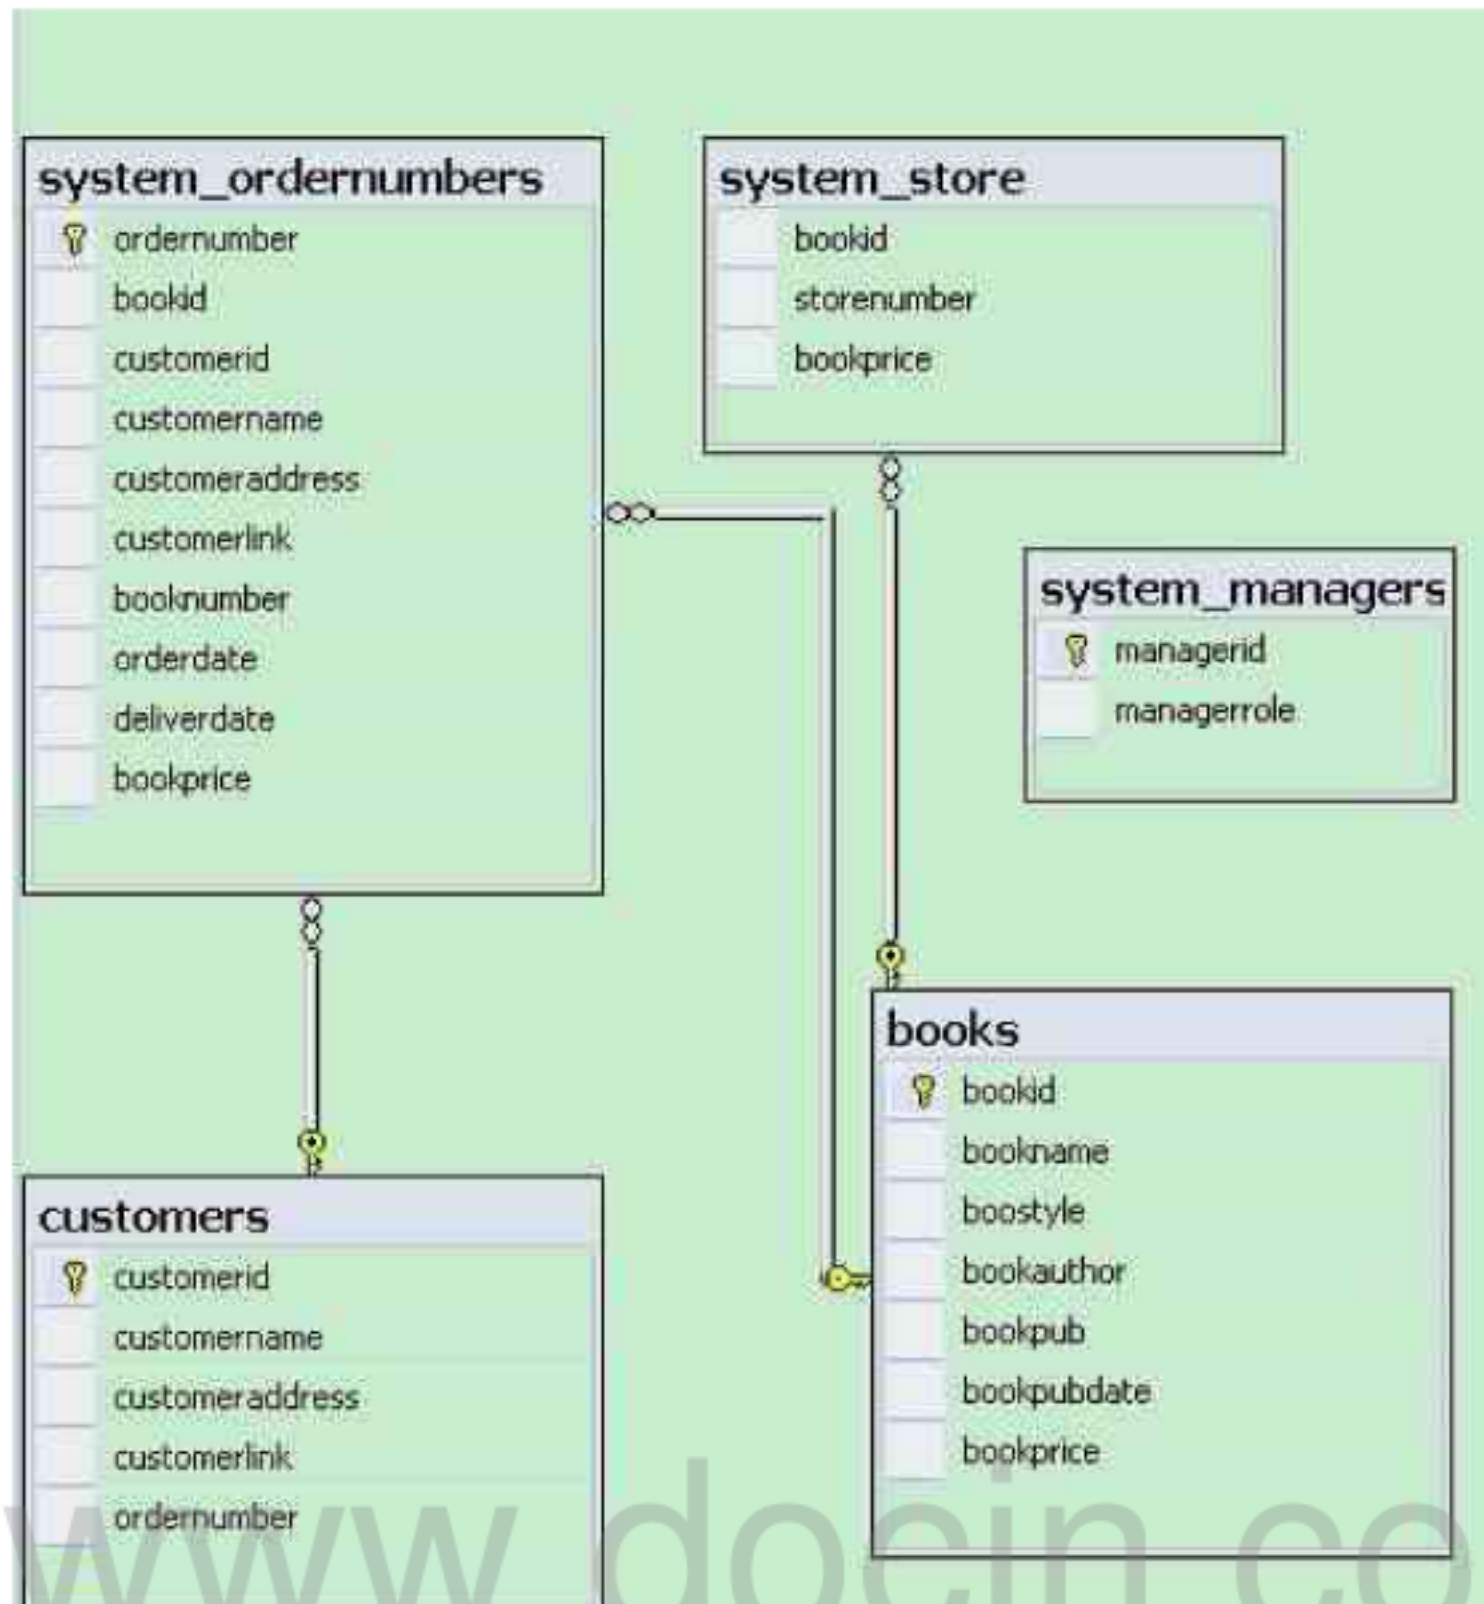 system_ordernumbers
ordernumber
bookid
customerid
customername
customeraddress
customerlink
booknumber
orderdate
deliverdate
bookprice
system_store
bookid
storenumber
bookprice
system_managers
managerid
managerrole
customers
customerid
customername
customeraddress
customerlink
ordernumber
books
bookid
bookname
boostyle
bookauthor
bookpub
bookpubdate
bookprice
www.docin.co